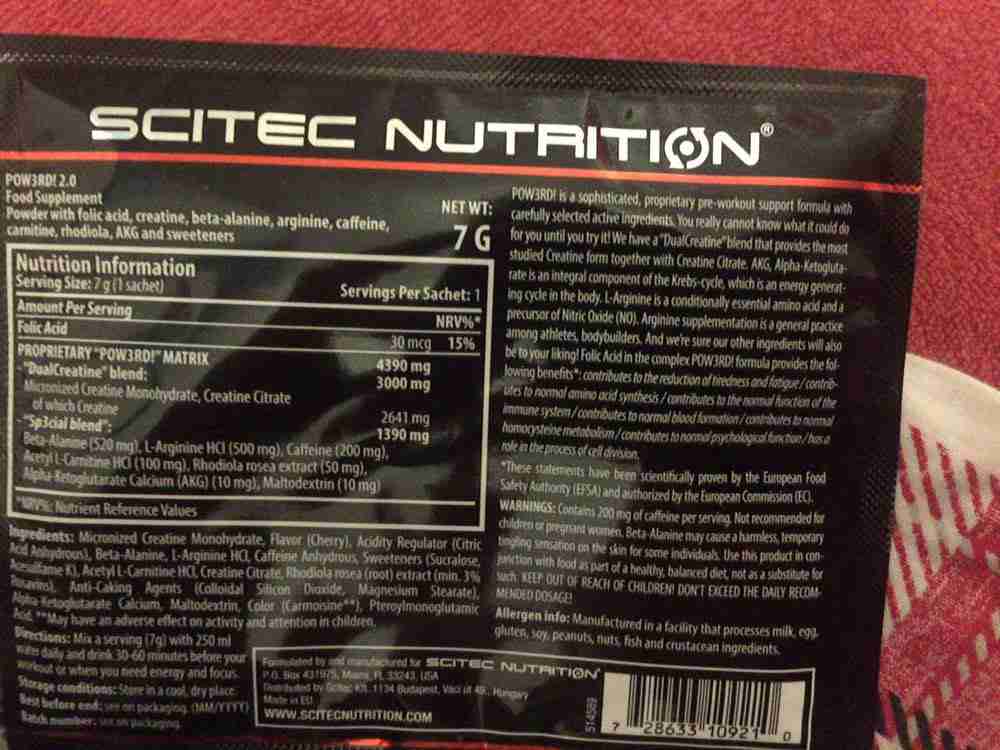 SCITEC NUTRITION®
POW3RD! 2.0
Food Supplement
Powder with folic acid, creatine, beta-alanine, arginine, caffeine,
carnitine, rhodiola, AKG and sweeteners
NET WT:
7 G
Nutrition Information
Serving Size: 7 g (1 sachet)
Servings Per Sachet: 1
Amount Per Serving
NRV%*
Folic Acid 30 mcg 15%
PROPRIETARY "POW3RD!" MATRIX 4390 mg
-"DualCreatine" blend: 3000 mg
Micronized Creatine Monohydrate, Creatine Citrate
of which Creatine 2641 mg
-"Sp3cial blend": 1390 mg
Beta-Alanine (520 mg), L-Arginine HCl (500 mg), Caffeine (200 mg),
Acetyl L-Carnitine HCl (100 mg), Rhodiola rosea extract (50 mg),
Alpha-Ketoglutarate Calcium (AKG) (10 mg), Maltodextrin (10 mg)
*NRV%: Nutrient Reference Values
Ingredients: Micronized Creatine Monohydrate, Flavor (Cherry), Acidity Regulator (Citric
Acid Anhydrous), Beta-Alanine, L-Arginine HCl, Caffeine Anhydrous, Sweeteners (Sucralose,
Acesulfame K), Acetyl L-Carnitine HCl, Creatine Citrate, Rhodiola rosea (root) extract (min. 3%
Rosavins), Anti-Caking Agents (Colloidal Silicon Dioxide, Magnesium Stearate),
Alpha-Ketoglutarate Calcium, Maltodextrin, Color (Carmoisine**), Pteroylmonoglutamic
Acid. **May have an adverse effect on activity and attention in children.
Directions: Mix a serving (7g) with 250 ml
water daily and drink 30-60 minutes before your
workout or when you need energy and focus.
Storage conditions: Store in a cool, dry place.
Best before end: see on packaging. (MM/YYYY)
Batch number: see on packaging.
POW3RD! is a sophisticated, proprietary pre-workout support formula with
carefully selected active ingredients. You really cannot know what it could do
for you until you try it! We have a "DualCreatine" blend that provides the most
studied Creatine form together with Creatine Citrate. AKG, Alpha-Ketogluta-
rate is an integral component of the Krebs-cycle, which is an energy generat-
ing cycle in the body. L-Arginine is a conditionally essential amino acid and a
precursor of Nitric Oxide (NO). Arginine supplementation is a general practice
among athletes, bodybuilders. And we're sure our other ingredients will also
be to your liking! Folic Acid in the complex POW3RD! formula provides the fol-
lowing benefits*: contributes to the reduction of tiredness and fatigue / contrib-
utes to normal amino acid synthesis / contributes to the normal function of the
immune system / contributes to normal blood formation / contributes to normal
homocysteine metabolism / contributes to normal psychological function / has a
role in the process of cell division.
*These statements have been scientifically proven by the European Food
Safety Authority (EFSA) and authorized by the European Commission (EC).
WARNINGS: Contains 200 mg of caffeine per serving. Not recommended for
children or pregnant women. Beta-Alanine may cause a harmless, temporary
tingling sensation on the skin for some individuals. Use this product in con-
junction with food as part of a healthy, balanced diet, not as a substitute for
such. KEEP OUT OF REACH OF CHILDREN! DON'T EXCEED THE DAILY RECOM-
MENDED DOSAGE!
Allergen info: Manufactured in a facility that processes milk, egg,
gluten, soy, peanuts, nuts, fish and crustacean ingredients.
Formulated by and manufactured for SCITEC NUTRITION®
P.O. Box 4319/5, Miami, FL 33243, USA
Distributed by Scitec Kft. 1134 Budapest, Váci út 49., Hungary
Made in EU
WWW.SCITECNUTRITION.COM
514589
7 28633 10921 0